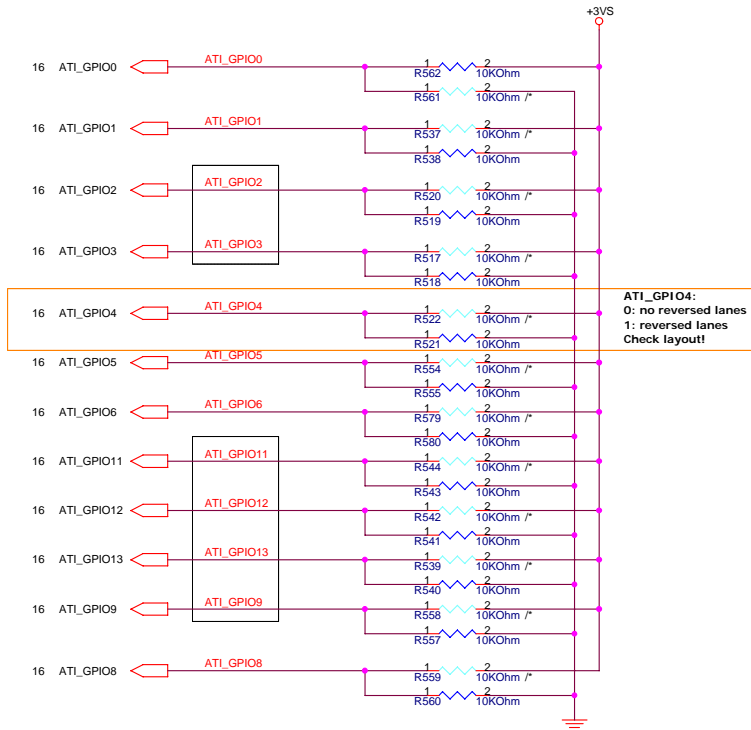 +3VS
16 ATI_GPIO0 ATI_GPIO0 1 2
R562 10KOhm
1 2
R561 10KOhm /*
16 ATI_GPIO1 ATI_GPIO1 1 2
R537 10KOhm /*
1 2
R538 10KOhm
16 ATI_GPIO2 ATI_GPIO2 1 2
R520 10KOhm /*
1 2
R519 10KOhm
16 ATI_GPIO3 ATI_GPIO3 1 2
R517 10KOhm /*
1 2
R518 10KOhm
ATI_GPIO4:
0: no reversed lanes
1: reversed lanes
Check layout!
16 ATI_GPIO4 ATI_GPIO4 1 2
R522 10KOhm /*
1 2
R521 10KOhm
16 ATI_GPIO5 ATI_GPIO5 1 2
R554 10KOhm /*
1 2
R555 10KOhm
16 ATI_GPIO6 ATI_GPIO6 1 2
R579 10KOhm /*
1 2
R580 10KOhm
16 ATI_GPIO11 ATI_GPIO11 1 2
R544 10KOhm /*
1 2
R543 10KOhm
16 ATI_GPIO12 ATI_GPIO12 1 2
R542 10KOhm /*
1 2
R541 10KOhm
16 ATI_GPIO13 ATI_GPIO13 1 2
R539 10KOhm /*
1 2
R540 10KOhm
16 ATI_GPIO9 ATI_GPIO9 1 2
R558 10KOhm /*
1 2
R557 10KOhm
16 ATI_GPIO8 ATI_GPIO8 1 2
R559 10KOhm /*
1 2
R560 10KOhm